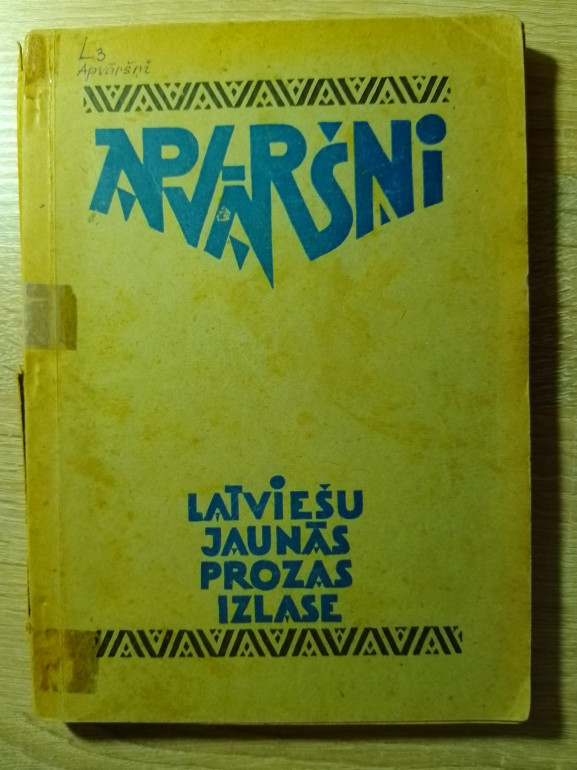 L3
Apvāršņi
APVĀRŠŅI
LATVIEŠU
JAUNĀS
PROZAS
IZLASE